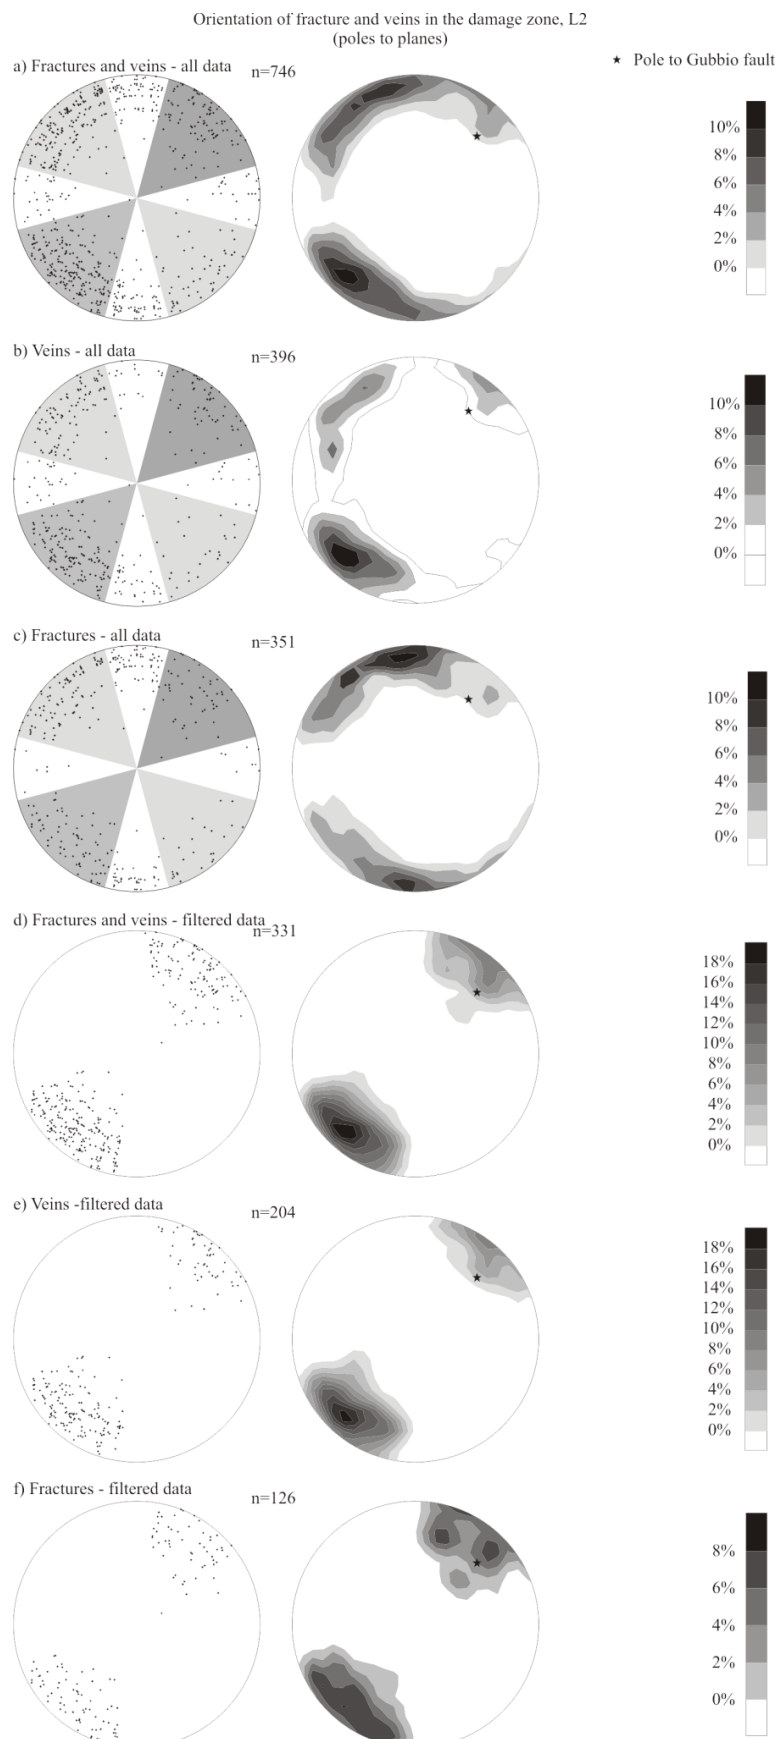 Orientation of fracture and veins in the damage zone, L2
(poles to planes)
★ Pole to Gubbio fault
a) Fractures and veins - all data
n=746
10%
8%
6%
4%
2%
0%
b) Veins - all data
n=396
10%
8%
6%
4%
2%
0%
c) Fractures - all data
n=351
10%
8%
6%
4%
2%
0%
d) Fractures and veins - filtered data
n=331
18%
16%
14%
12%
10%
8%
6%
4%
2%
0%
e) Veins -filtered data
n=204
18%
16%
14%
12%
10%
8%
6%
4%
2%
0%
f) Fractures - filtered data
n=126
8%
6%
4%
2%
0%